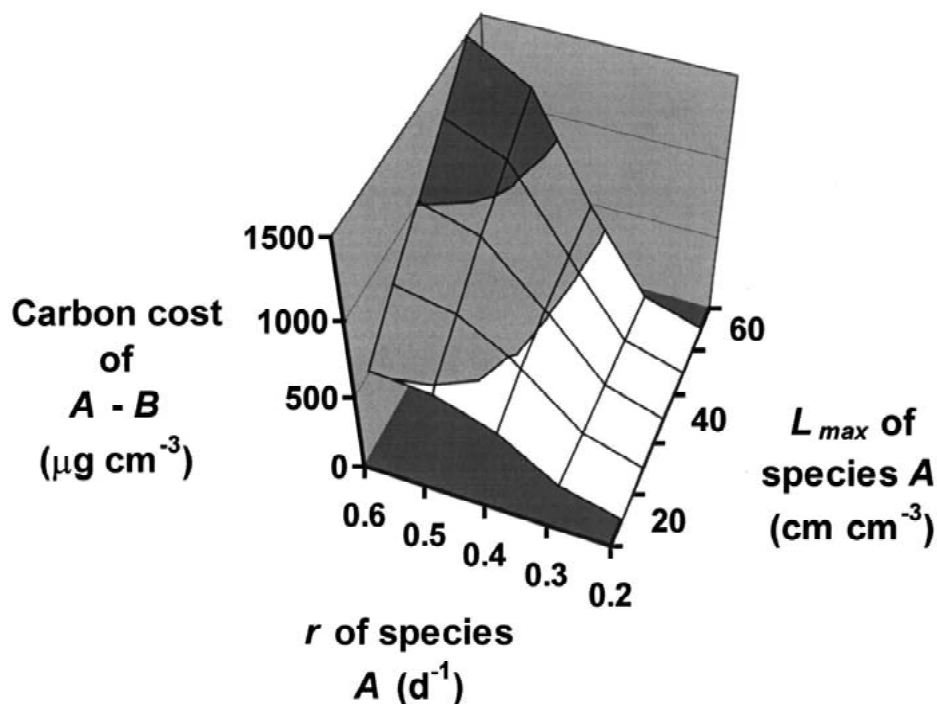 1500
1000
500
0
Carbon cost
of
A - B
(μg cm⁻³)
0.6
0.5
0.4
0.3
0.2
r of species
A (d⁻¹)
20
40
60
L max of
species A
(cm cm⁻³)